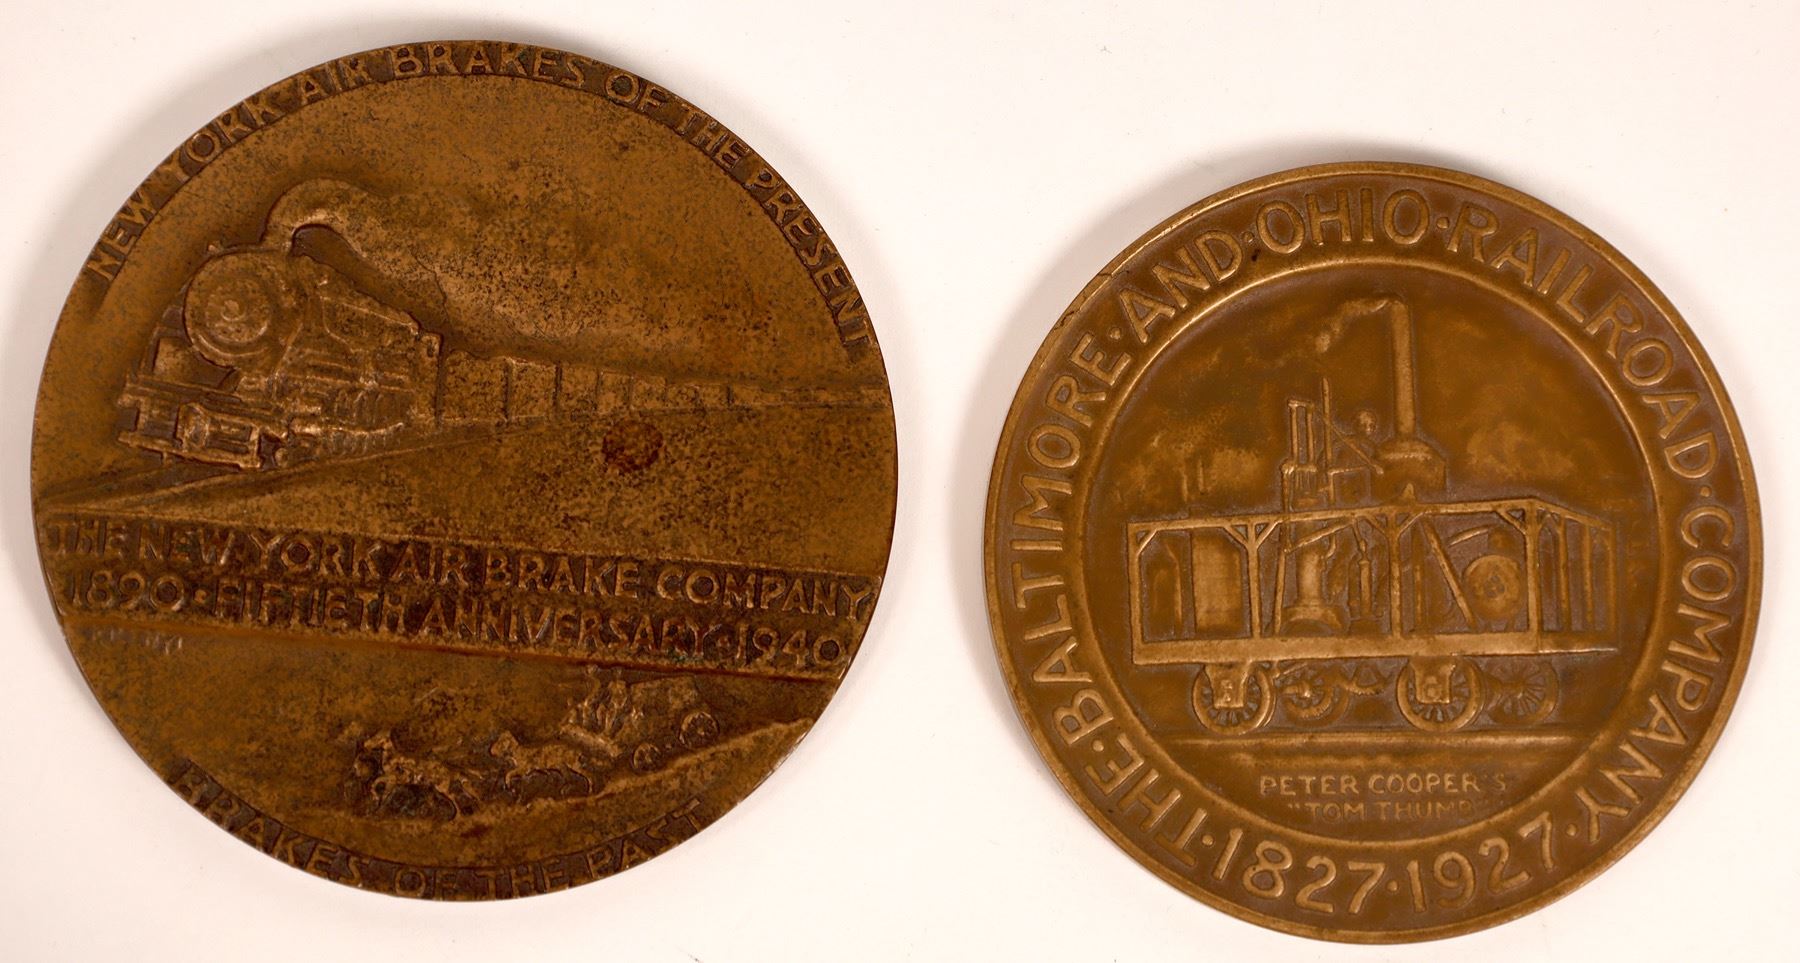 NEW YORK AIR BRAKES OF THE PRESENT
THE NEW YORK AIR BRAKE COMPANY
1890 · FIFTIETH ANNIVERSARY · 1940
BRAKES OF THE PAST
THE · BALTIMORE · AND · OHIO · RAILROAD · COMPANY ·
PETER COOPER'S
"TOM THUMB"
· 1827 · 1927 ·